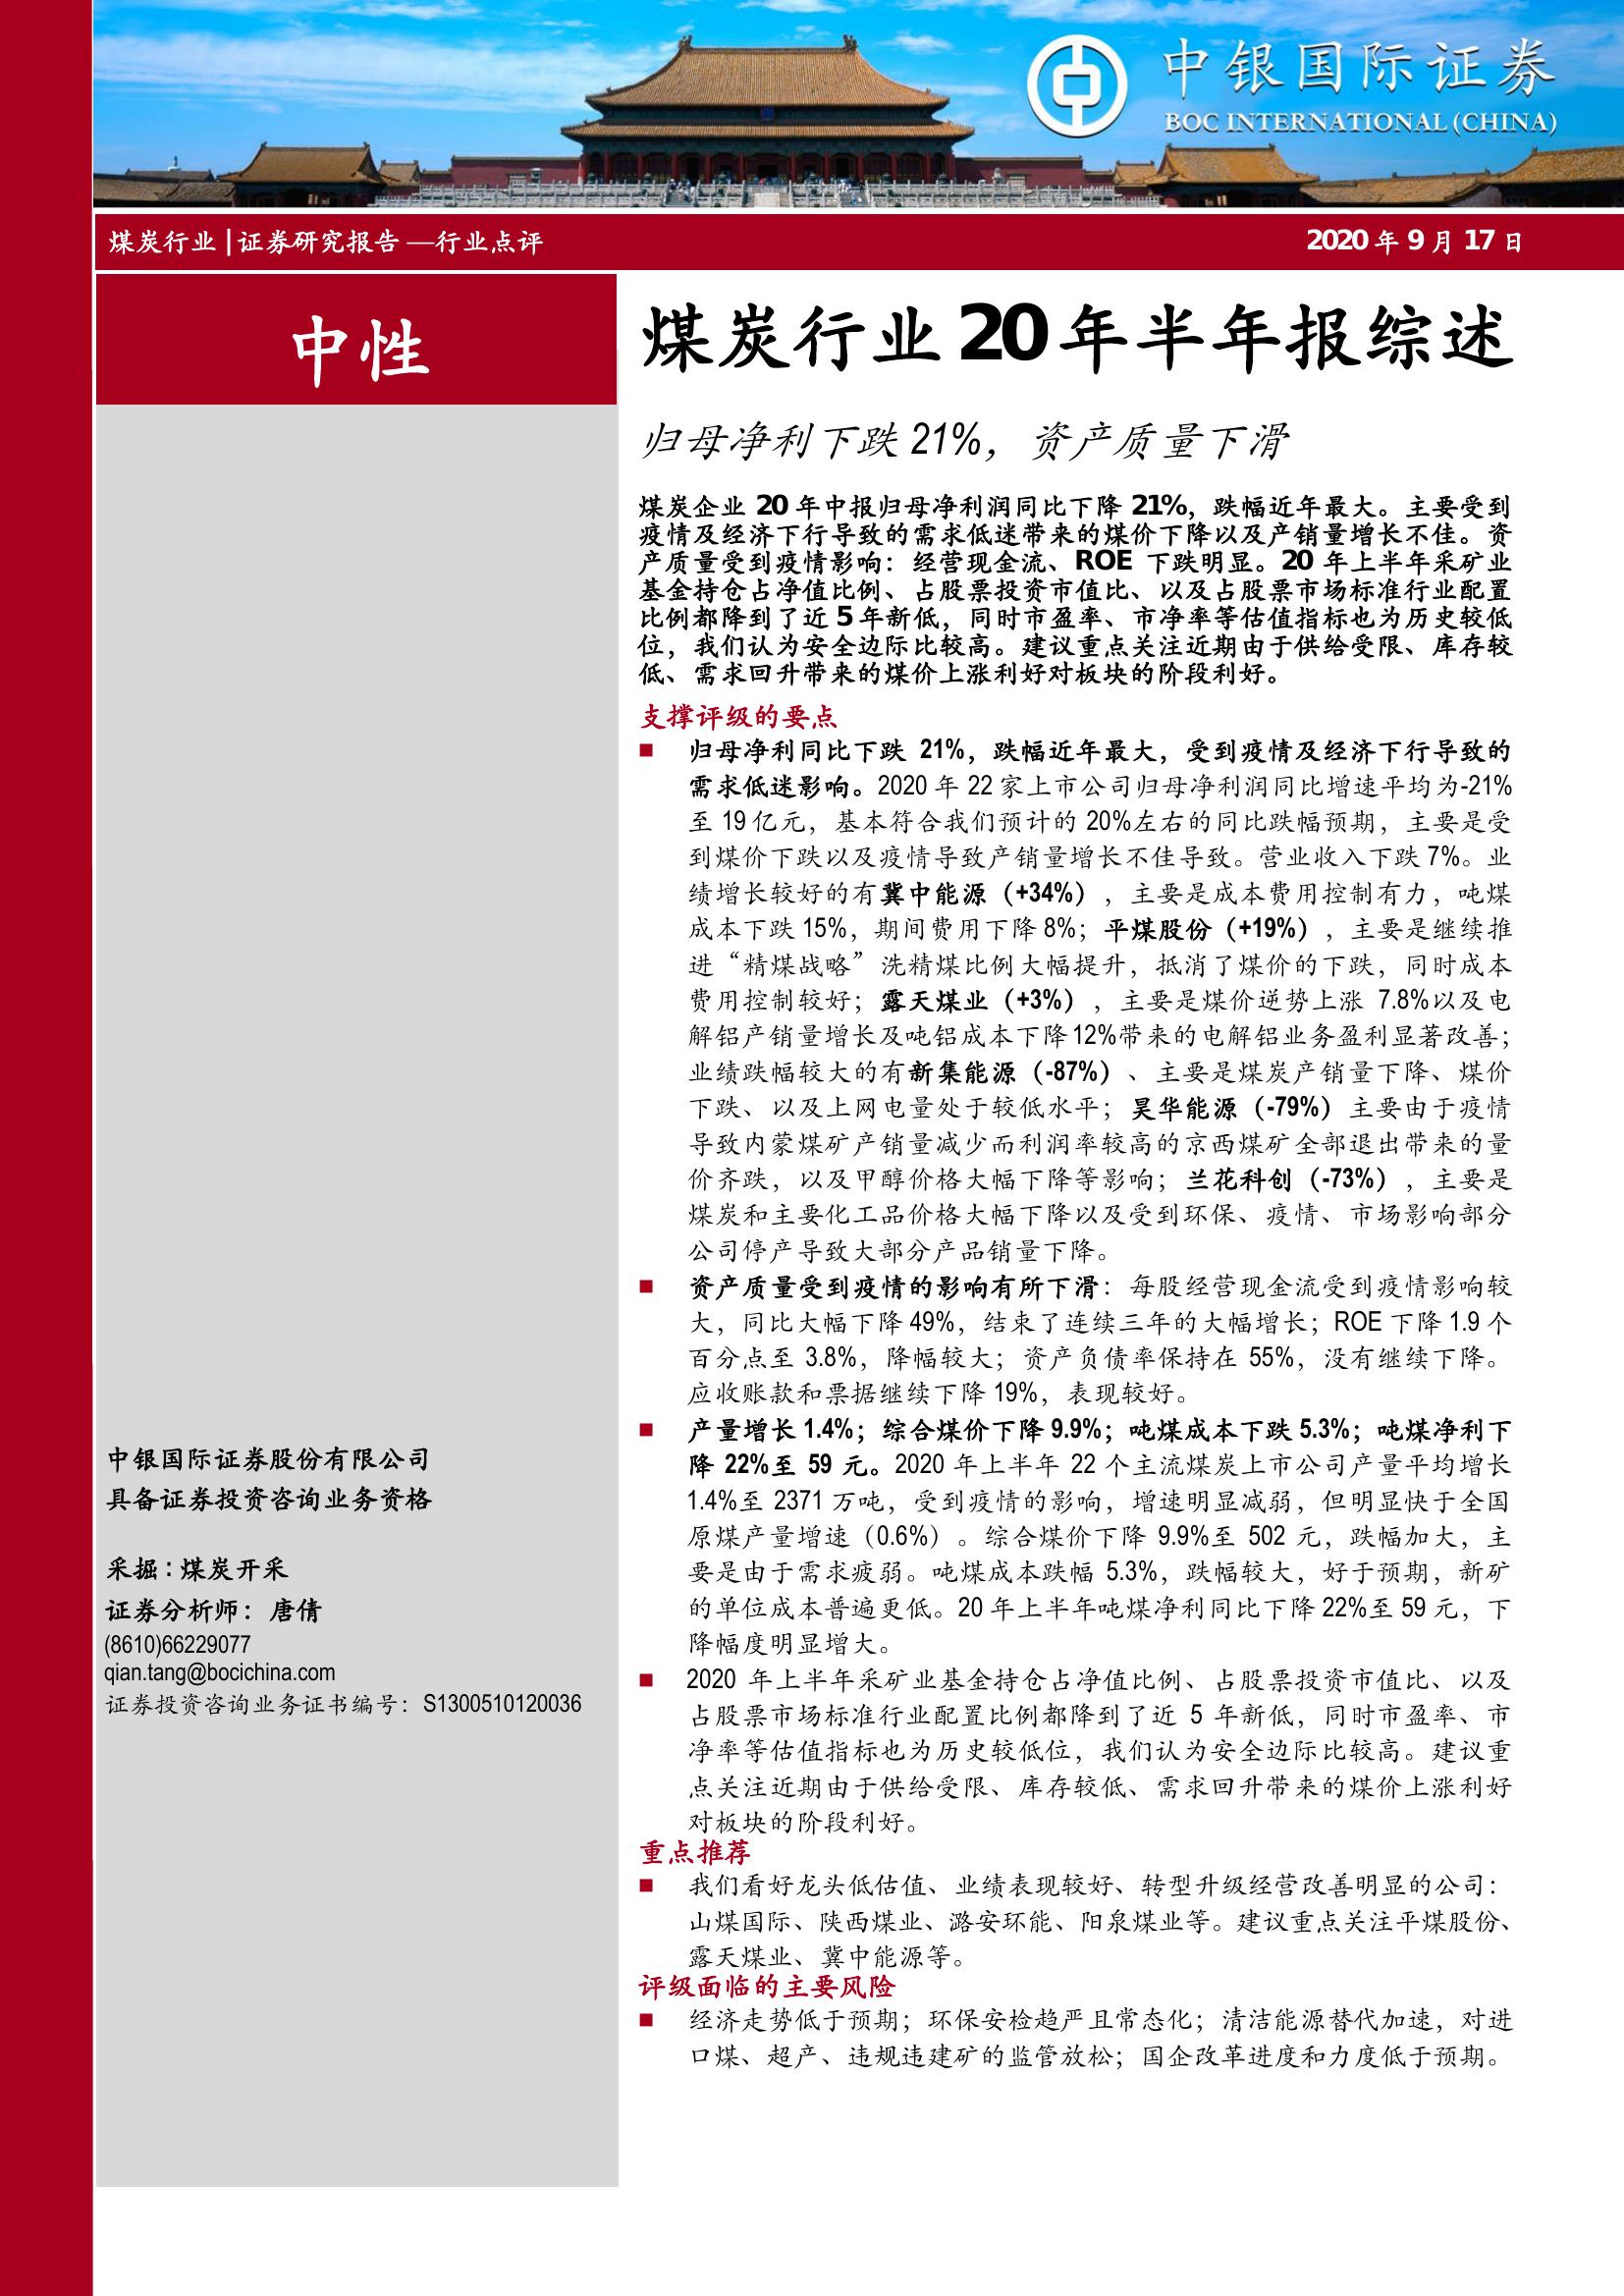 中银国际证券
BOC INTERNATIONAL (CHINA)
煤炭行业 | 证券研究报告 —行业点评
2020 年 9 月 17 日
中性
煤炭行业 20 年半年报综述
归母净利下跌 21%，资产质量下滑
煤炭企业 20 年中报归母净利润同比下降 21%，跌幅近年最大。主要受到
疫情及经济下行导致的需求低迷带来的煤价下降以及产销量增长不佳。资
产质量受到疫情影响：经营现金流、ROE 下跌明显。20 年上半年采矿业
基金持仓占净值比例、占股票投资市值比、以及占股票市场标准行业配置
比例都降到了近 5 年新低，同时市盈率、市净率等估值指标也为历史较低
位，我们认为安全边际比较高。建议重点关注近期由于供给受限、库存较
低、需求回升带来的煤价上涨利好对板块的阶段利好。
支撑评级的要点
■ 归母净利同比下跌 21%，跌幅近年最大，受到疫情及经济下行导致的
需求低迷影响。2020 年 22 家上市公司归母净利润同比增速平均为-21%
至 19 亿元，基本符合我们预计的 20%左右的同比跌幅预期，主要是受
到煤价下跌以及疫情导致产销量增长不佳导致。营业收入下跌 7%。业
绩增长较好的有冀中能源（+34%），主要是成本费用控制有力，吨煤
成本下跌 15%，期间费用下降 8%；平煤股份（+19%），主要是继续推
进“精煤战略”洗精煤比例大幅提升，抵消了煤价的下跌，同时成本
费用控制较好；露天煤业（+3%），主要是煤价逆势上涨 7.8%以及电
解铝产销量增长及吨铝成本下降 12%带来的电解铝业务盈利显著改善；
业绩跌幅较大的有新集能源（-87%）、主要是煤炭产销量下降、煤价
下跌、以及上网电量处于较低水平；昊华能源（-79%）主要由于疫情
导致内蒙煤矿产销量减少而利润率较高的京西煤矿全部退出带来的量
价齐跌，以及甲醇价格大幅下降等影响；兰花科创（-73%），主要是
煤炭和主要化工品价格大幅下降以及受到环保、疫情、市场影响部分
公司停产导致大部分产品销量下降。
■ 资产质量受到疫情的影响有所下滑：每股经营现金流受到疫情影响较
大，同比大幅下降 49%，结束了连续三年的大幅增长；ROE 下降 1.9 个
百分点至 3.8%，降幅较大；资产负债率保持在 55%，没有继续下降。
应收账款和票据继续下降 19%，表现较好。
■ 产量增长 1.4%；综合煤价下降 9.9%；吨煤成本下跌 5.3%；吨煤净利下
降 22%至 59 元。2020 年上半年 22 个主流煤炭上市公司产量平均增长
1.4%至 2371 万吨，受到疫情的影响，增速明显减弱，但明显快于全国
原煤产量增速（0.6%）。综合煤价下降 9.9%至 502 元，跌幅加大，主
要是由于需求疲弱。吨煤成本跌幅 5.3%，跌幅较大，好于预期，新矿
的单位成本普遍更低。20 年上半年吨煤净利同比下降 22%至 59 元，下
降幅度明显增大。
■ 2020 年上半年采矿业基金持仓占净值比例、占股票投资市值比、以及
占股票市场标准行业配置比例都降到了近 5 年新低，同时市盈率、市
净率等估值指标也为历史较低位，我们认为安全边际比较高。建议重
点关注近期由于供给受限、库存较低、需求回升带来的煤价上涨利好
对板块的阶段利好。
重点推荐
■ 我们看好龙头低估值、业绩表现较好、转型升级经营改善明显的公司：
山煤国际、陕西煤业、潞安环能、阳泉煤业等。建议重点关注平煤股份、
露天煤业、冀中能源等。
评级面临的主要风险
■ 经济走势低于预期；环保安检趋严且常态化；清洁能源替代加速，对进
口煤、超产、违规违建矿的监管放松；国企改革进度和力度低于预期。
中银国际证券股份有限公司
具备证券投资咨询业务资格
采掘 : 煤炭开采
证券分析师：唐倩
(8610)66229077
qian.tang@bocichina.com
证券投资咨询业务证书编号：S1300510120036